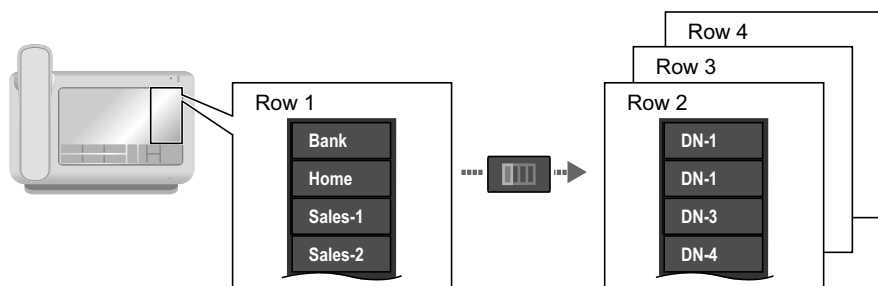 Row 1
Bank
Home
Sales-1
Sales-2
Row 4
Row 3
Row 2
DN-1
DN-1
DN-3
DN-4